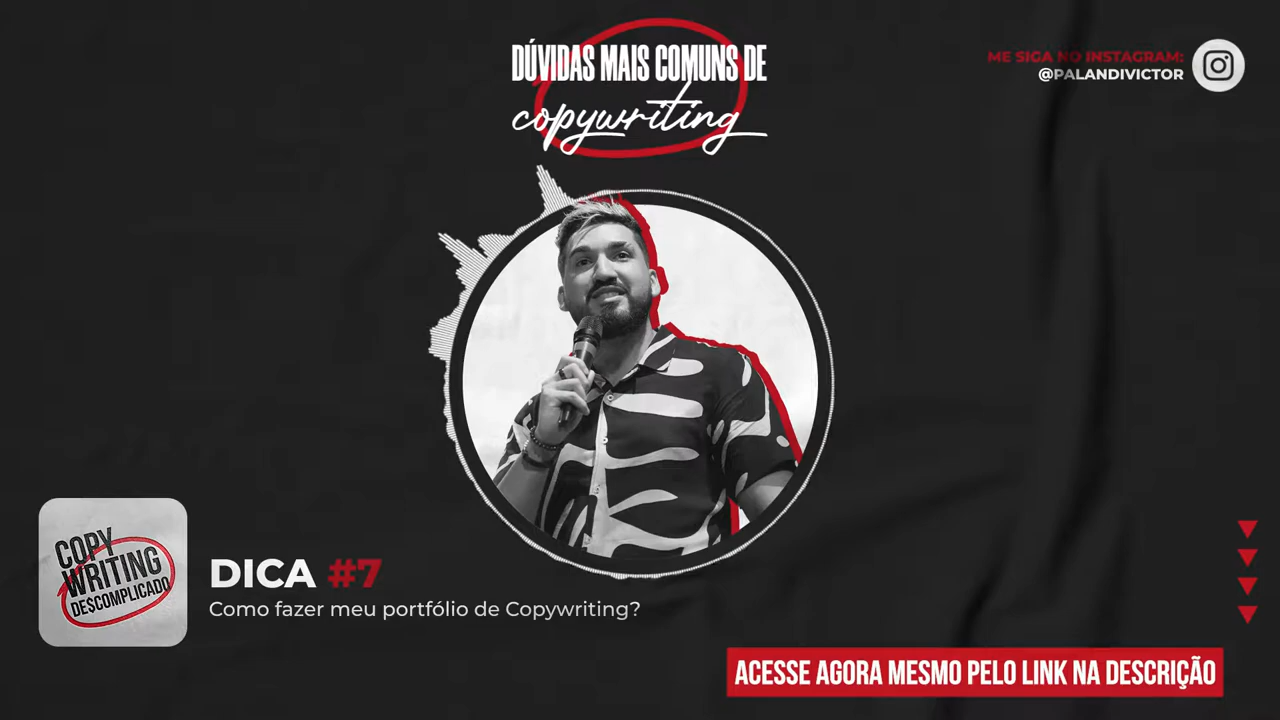 DÚVIDAS MAIS COMUNS DE
copywriting
ME SIGA NO INSTAGRAM:
@PALANDIVICTOR
COPY
WRITING
DESCOMPLICADO
DICA #7
Como fazer meu portfólio de Copywriting?
ACESSE AGORA MESMO PELO LINK NA DESCRIÇÃO